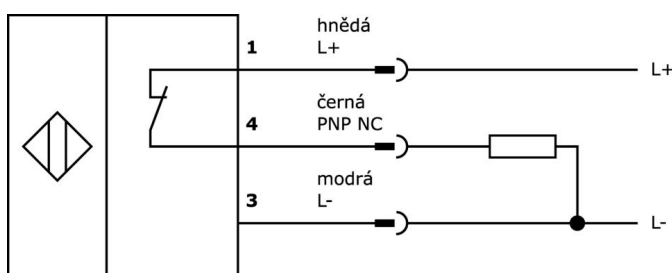 hnědá
1 L+
L+
černá
4 PNP NC
modrá
3 L-
L-